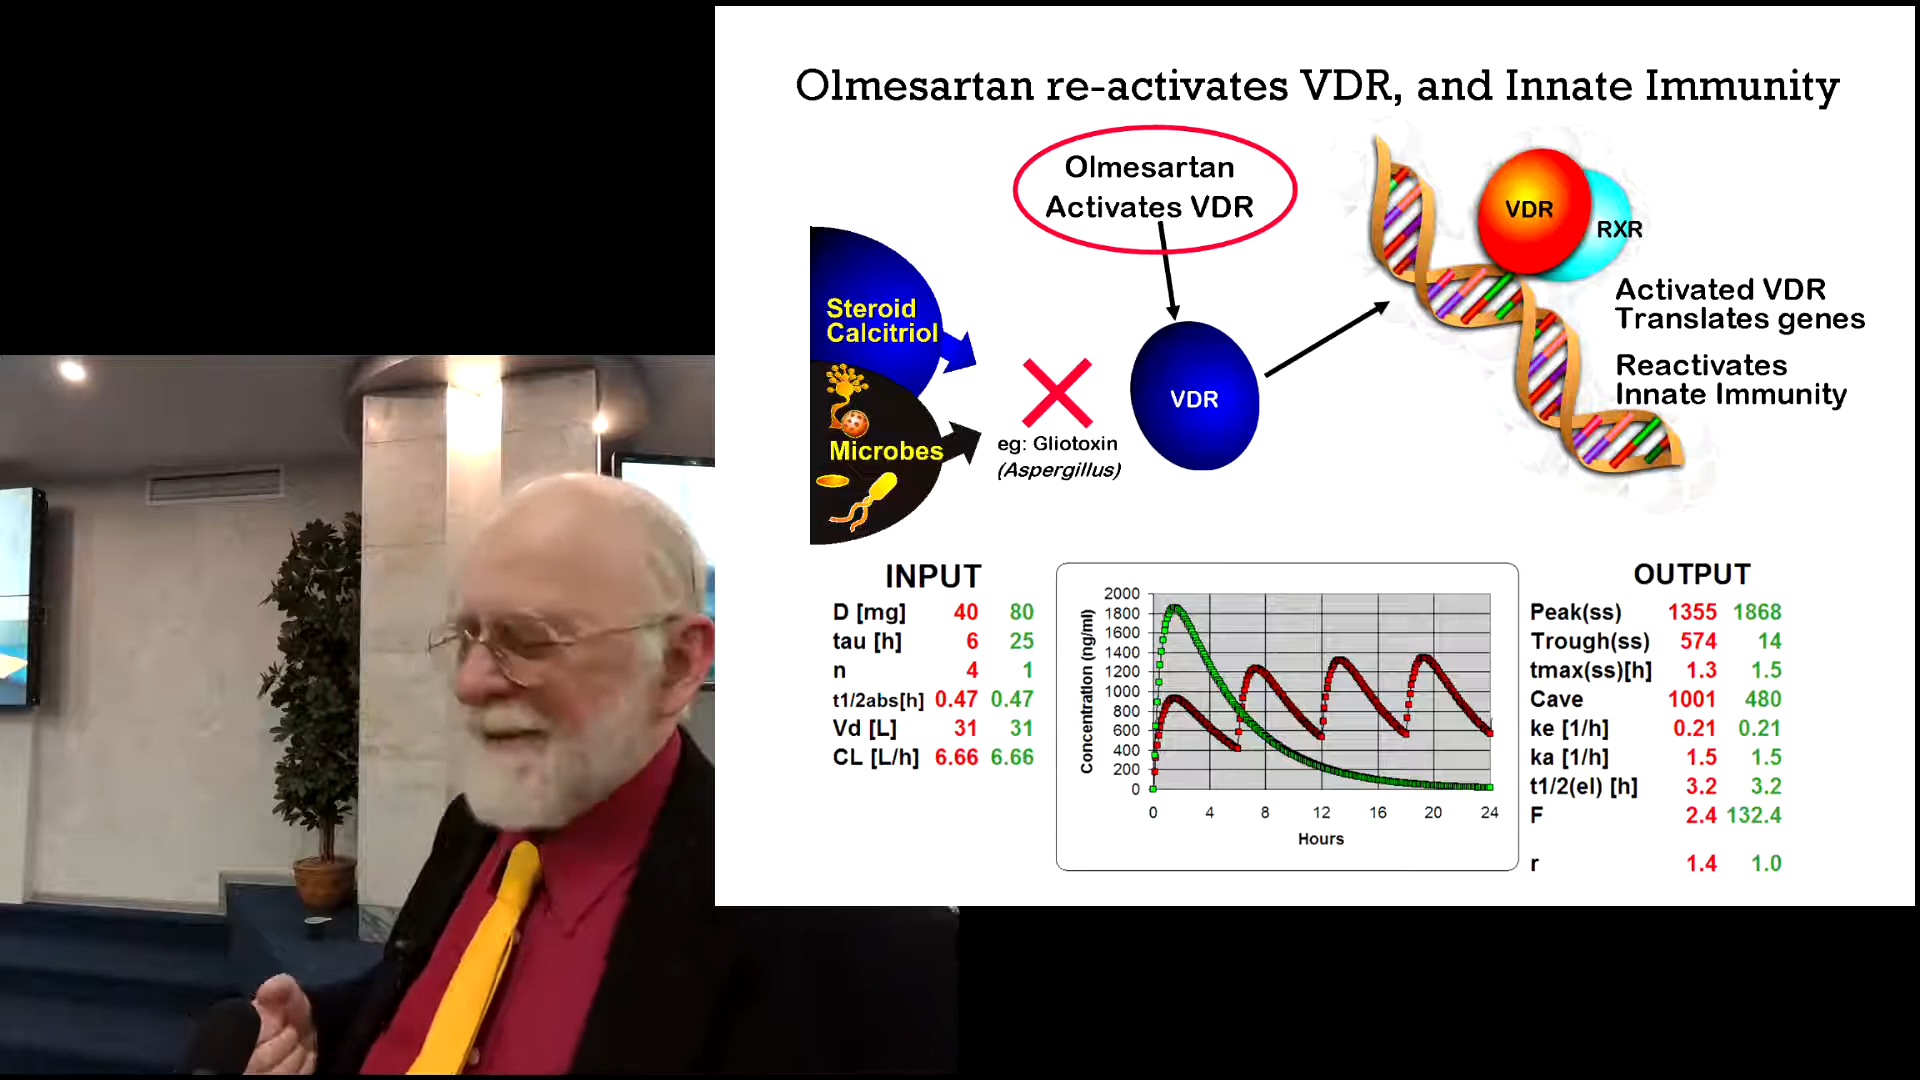 Olmesartan re-activates VDR, and Innate Immunity
Olmesartan
Activates VDR
VDR
RXR
Steroid
Calcitriol
Activated VDR
Translates genes
Reactivates
Innate Immunity
VDR
Microbes
eg: Gliotoxin
(Aspergillus)
INPUT
D [mg] 40 80
tau [h] 6 25
n 4 1
t1/2abs[h] 0.47 0.47
Vd [L] 31 31
CL [L/h] 6.66 6.66
Concentration (ng/ml)
2000
1800
1600
1400
1200
1000
800
600
400
200
0
0 4 8 12 16 20 24
Hours
OUTPUT
Peak(ss) 1355 1868
Trough(ss) 574 14
tmax(ss)[h] 1.3 1.5
Cave 1001 480
ke [1/h] 0.21 0.21
ka [1/h] 1.5 1.5
t1/2(el) [h] 3.2 3.2
F 2.4 132.4
r 1.4 1.0